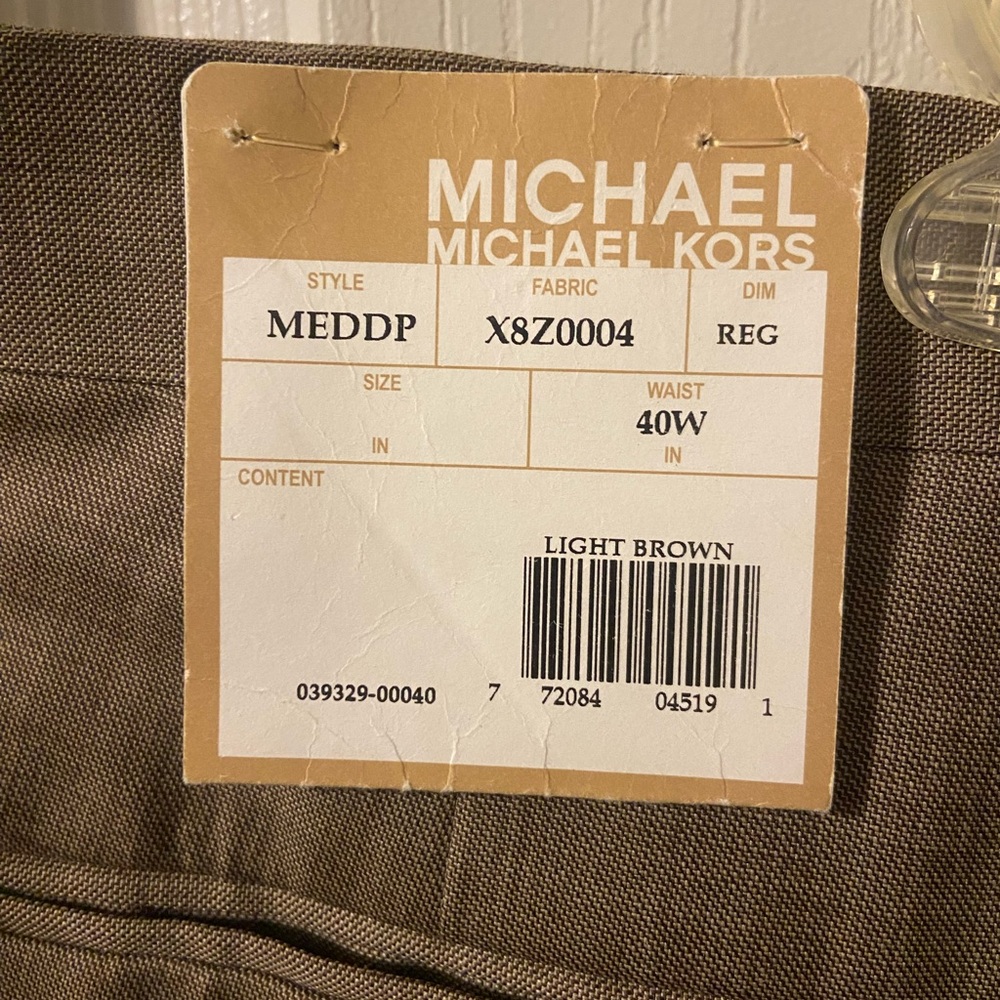 MICHAEL
MICHAEL KORS
STYLE FABRIC DIM
MEDDP X8Z0004 REG
SIZE WAIST
40W
IN IN
CONTENT
LIGHT BROWN
039329-00040 7 72084 04519 1